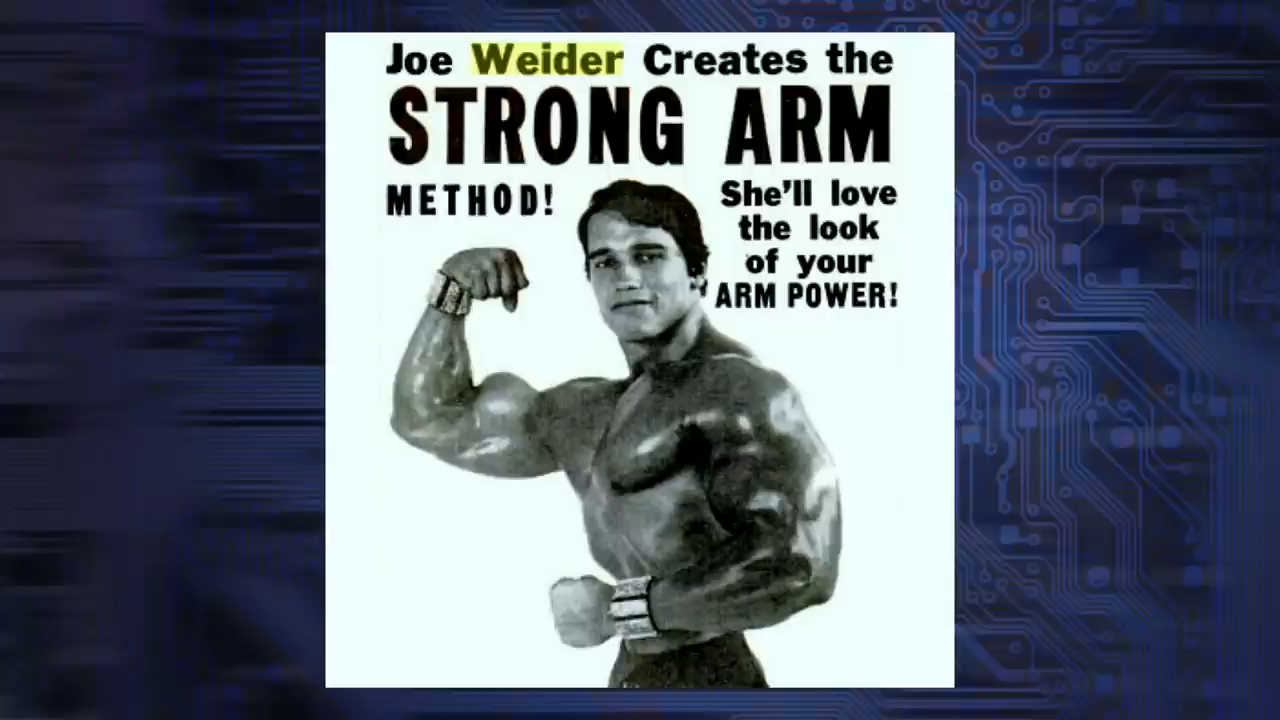 Joe Weider Creates the
STRONG ARM
METHOD!
She'll love
the look
of your
ARM POWER!